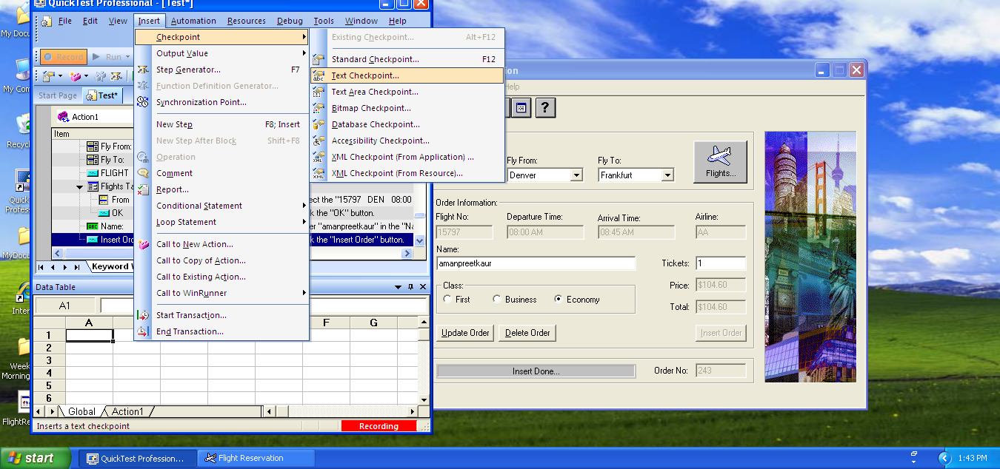 QuickTest Professional - [Test*]
File Edit View Insert Automation Resources Debug Tools Window Help
My Docu
Record Run
Start Page Test*
My Com
Action1
Item
Recyc
Fly From:
Fly To:
FLIGHT
Flights Ta
From
OK
Name:
Insert Ord
Quick
Profess
MyDocu
Keyword
Checkpoint
Output Value
Step Generator... F7
Function Definition Generator...
Synchronization Point...
New Step F8; Insert
New Step After Block Shift+F8
Operation
Comment
Report...
Conditional Statement
Loop Statement
Call to New Action...
Call to Copy of Action...
Call to Existing Action...
Call to WinRunner
Start Transaction...
End Transaction...
Existing Checkpoint... Alt+F12
Standard Checkpoint... F12
Text Checkpoint...
Text Area Checkpoint...
Bitmap Checkpoint...
Database Checkpoint...
Accessibility Checkpoint...
XML Checkpoint (From Application) ...
XML Checkpoint (From Resource)...
ect the "15797 DEN 08:00
k the "OK" button.
er "amanpreetkaur" in the "Na
k the "Insert Order" button.
Data Table
A1
A F G
1
2
3
4
5
6
Global Action1
Inserts a text checkpoint Recording
Inter
Week
Morning
FlightRe
on
Help
?
Fly From: Fly To:
Denver Frankfurt
Flights...
Order Information:
Flight No: Departure Time: Arrival Time: Airline:
15797 08:00 AM 08:45 AM AA
Name:
amanpreetkaur
Tickets: 1
Class:
First Business Economy
Price: $104.60
Total: $104.60
Update Order Delete Order Insert Order
Insert Done... Order No: 243
start QuickTest Profession... Flight Reservation 1:43 PM